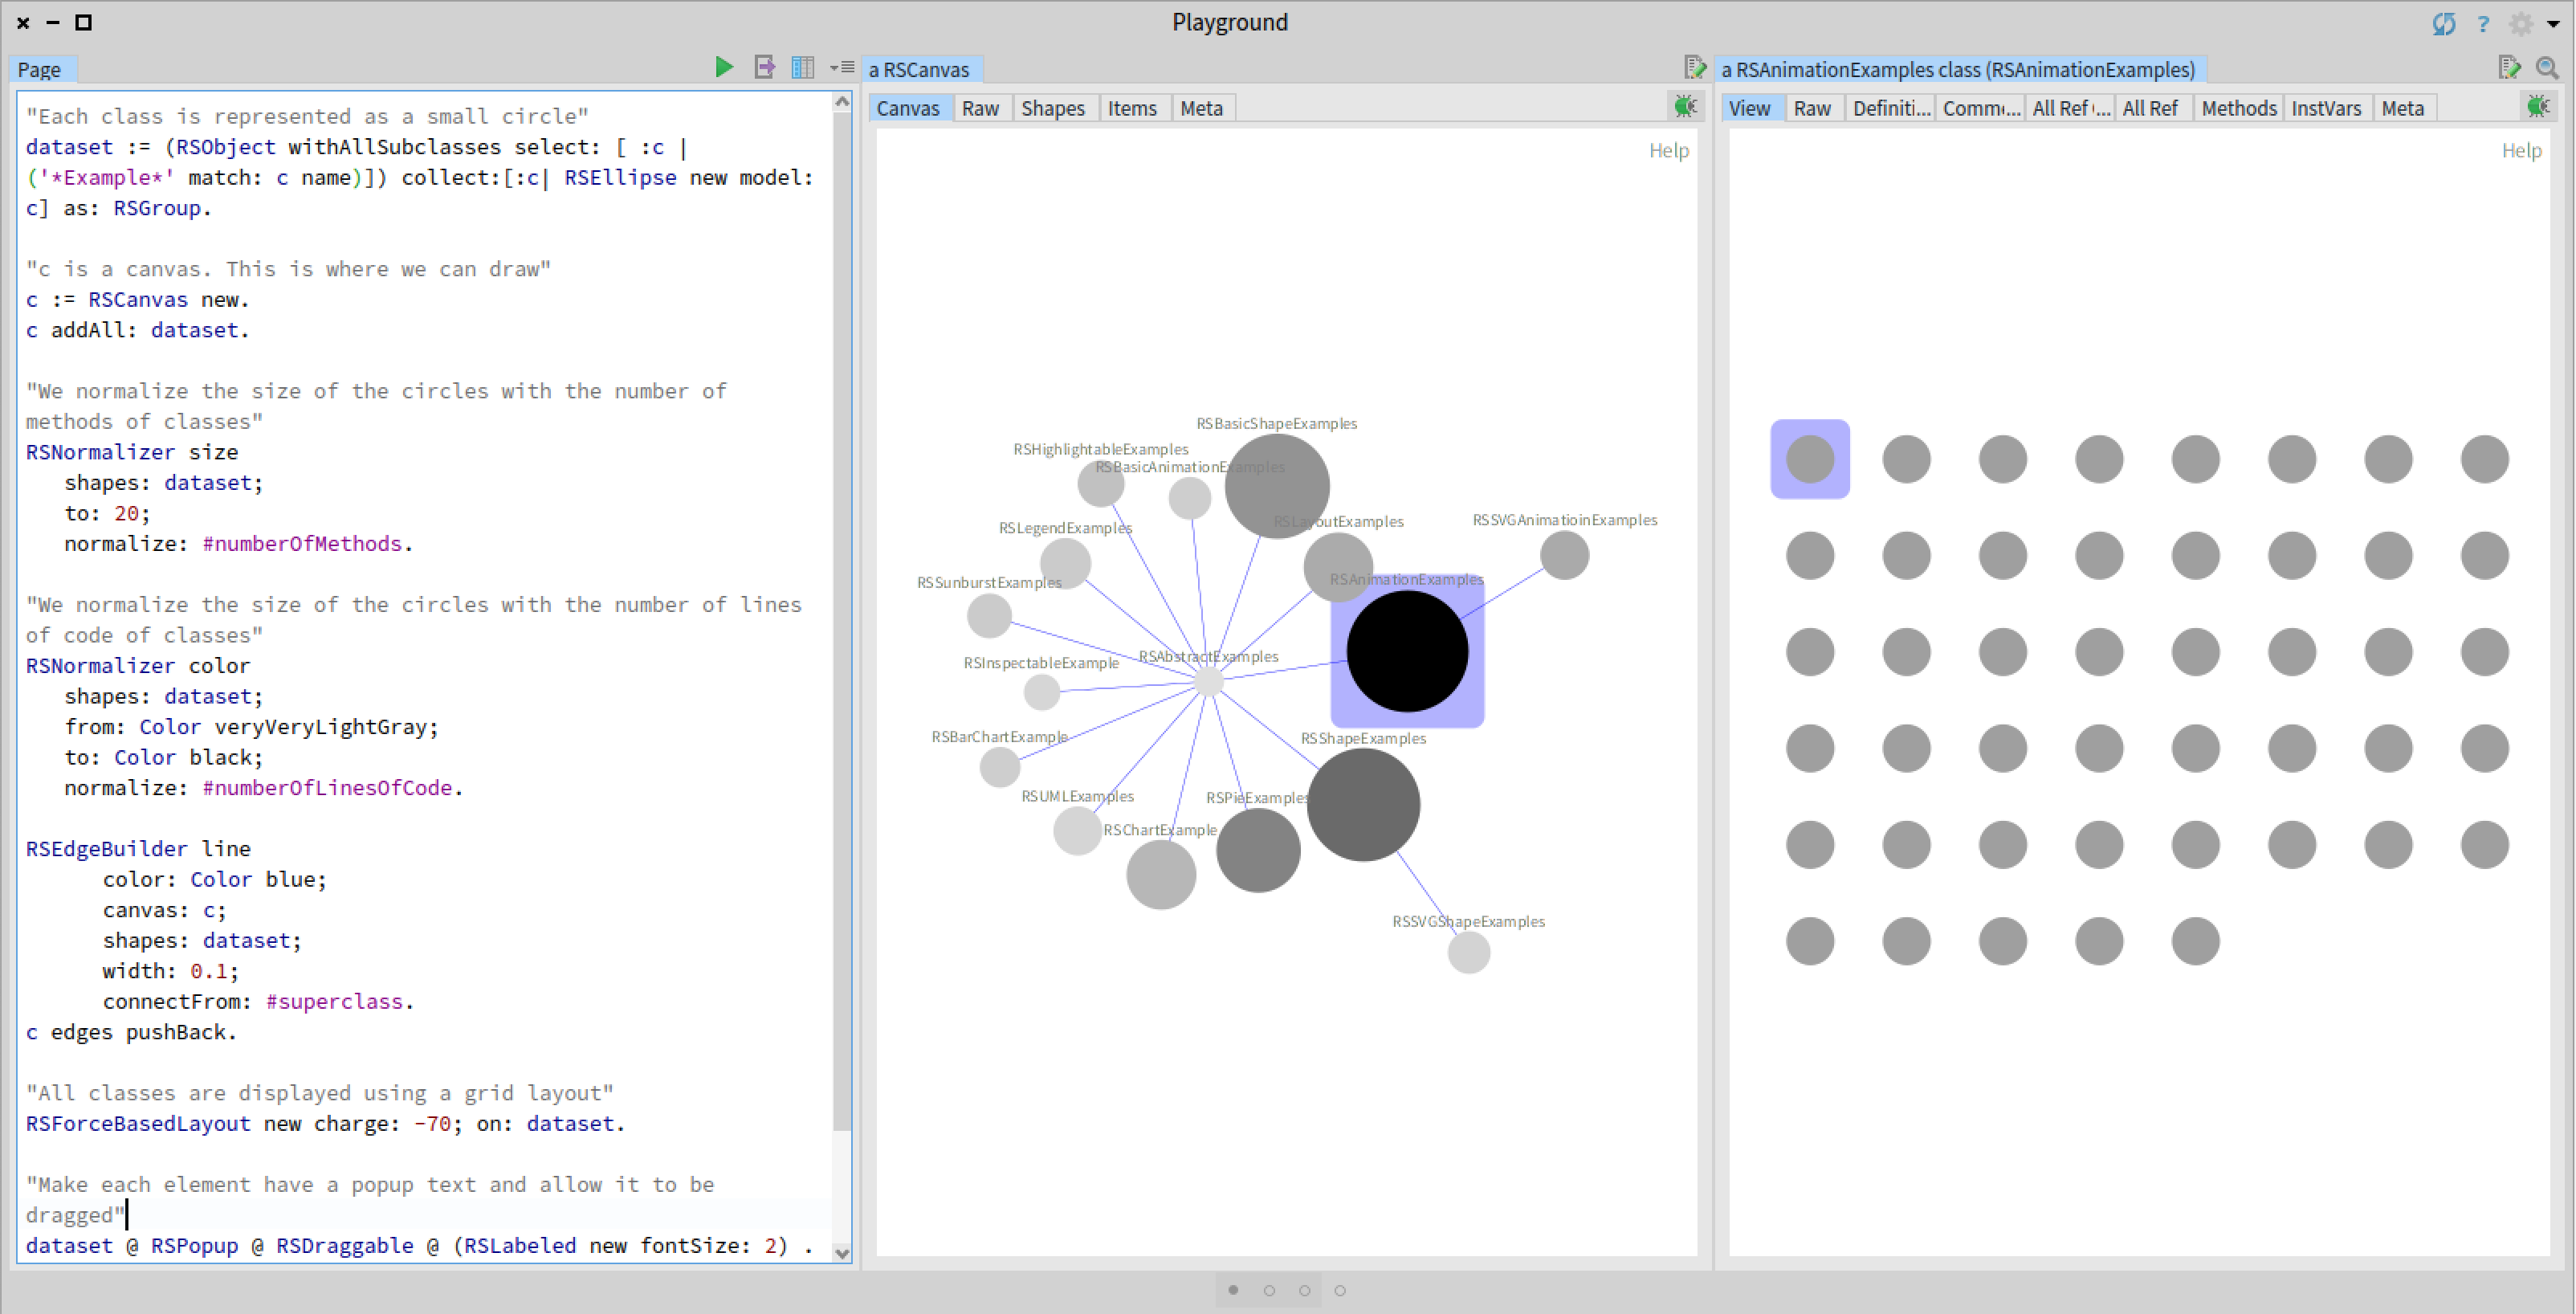 Playground
?
Page
"Each class is represented as a small circle"
dataset := (RSObject withAllSubclasses select: [ :c |
('*Example*' match: c name)]) collect:[:c| RSEllipse new model:
c] as: RSGroup.
"c is a canvas. This is where we can draw"
c := RSCanvas new.
c addAll: dataset.
"We normalize the size of the circles with the number of
methods of classes"
RSNormalizer size
shapes: dataset;
to: 20;
normalize: #numberOfMethods.
"We normalize the size of the circles with the number of lines
of code of classes"
RSNormalizer color
shapes: dataset;
from: Color veryVeryLightGray;
to: Color black;
normalize: #numberOfLinesOfCode.
RSEdgeBuilder line
color: Color blue;
canvas: c;
shapes: dataset;
width: 0.1;
connectFrom: #superclass.
c edges pushBack.
"All classes are displayed using a grid layout"
RSForceBasedLayout new charge: -70; on: dataset.
"Make each element have a popup text and allow it to be
dragged"
dataset @ RSPopup @ RSDraggable @ (RSLabeled new fontSize: 2) .
a RSCanvas
Canvas Raw Shapes Items Meta
Help
RSBasicShapeExamples
RSHighlightableExamples
RSBasicAnimationExamples
RSLayoutExamples
RSSVGAnimatioinExamples
RSLegendExamples
RSAnimationExamples
RSSunburstExamples
RSAbstractExamples
RSInspectableExample
RSBarChartExample
RSShapeExamples
RSUMLExamples
RSPieExamples
RSChartExample
RSSVGShapeExamples
a RSAnimationExamples class (RSAnimationExamples)
View Raw Definiti... Comme... All Ref (... All Ref Methods InstVars Meta
Help